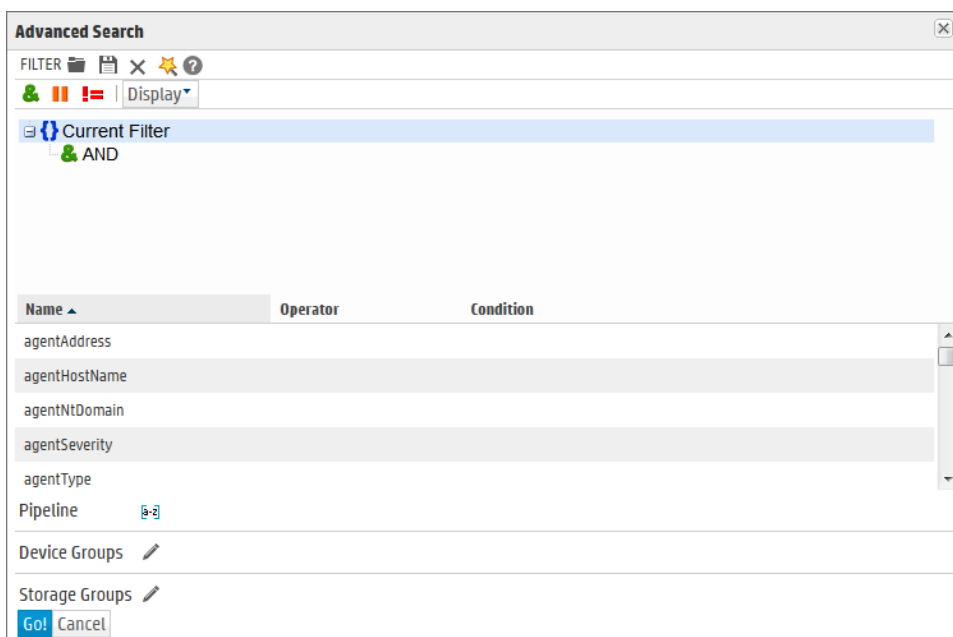 Advanced Search
FILTER
& !=  Display
{} Current Filter
& AND
Name Operator Condition
agentAddress
agentHostName
agentNtDomain
agentSeverity
agentType
Pipeline [a-z]
Device Groups
Storage Groups
Go! Cancel